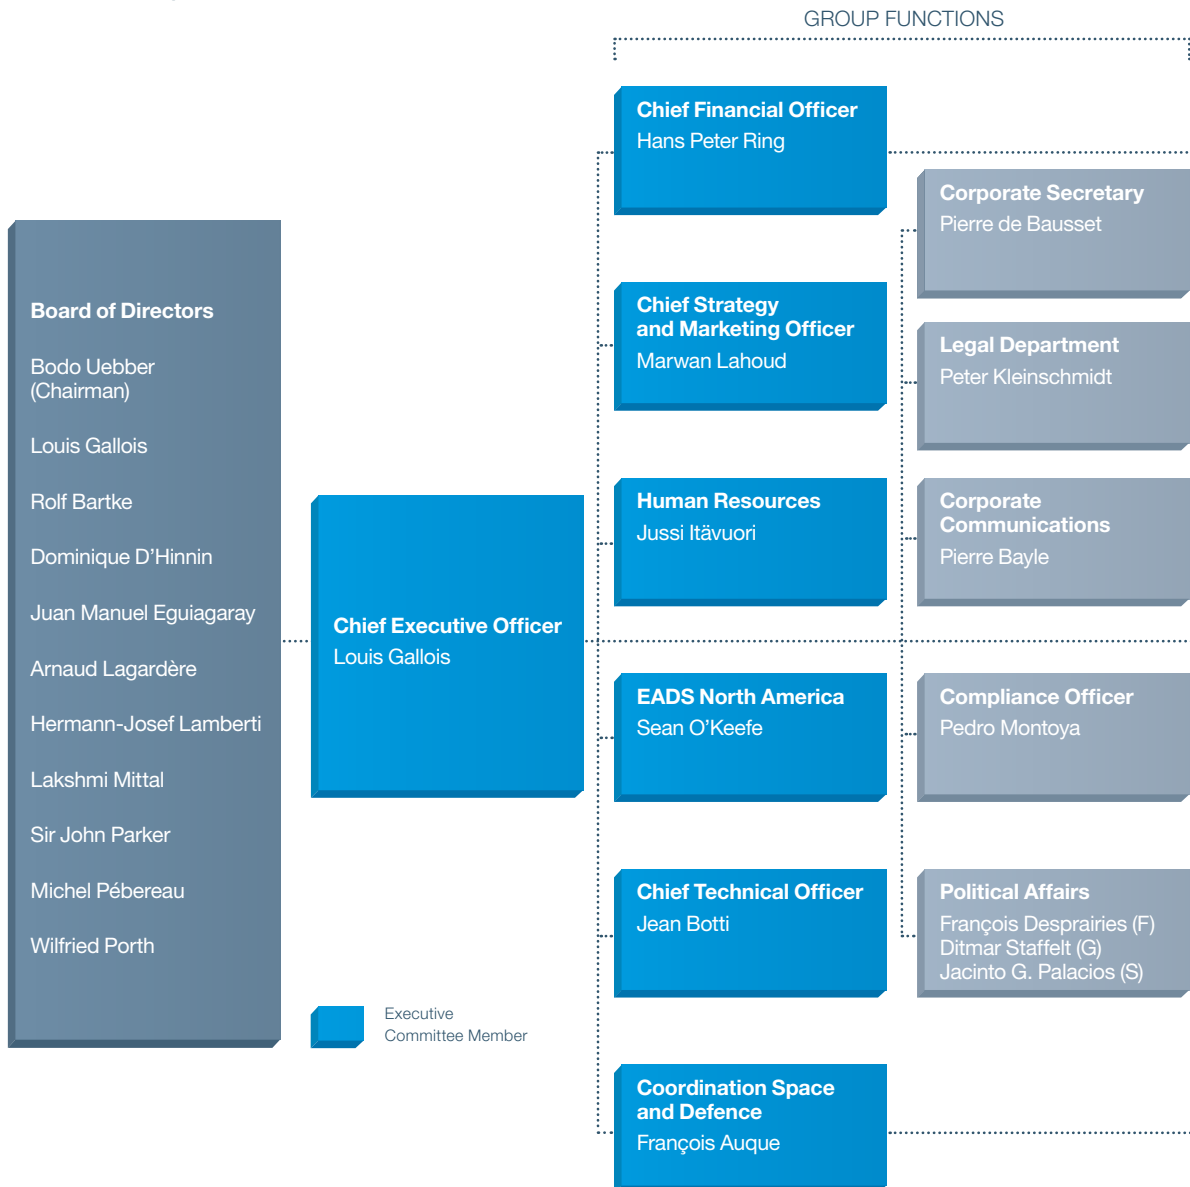 GROUP FUNCTIONS
Board of Directors
Bodo Uebber
(Chairman)
Louis Gallois
Rolf Bartke
Dominique D’Hinnin
Juan Manuel Eguiagaray
Arnaud Lagardère
Hermann-Josef Lamberti
Lakshmi Mittal
Sir John Parker
Michel Pébereau
Wilfried Porth
Chief Executive Officer
Louis Gallois
Executive
Committee Member
Chief Financial Officer
Hans Peter Ring
Chief Strategy
and Marketing Officer
Marwan Lahoud
Human Resources
Jussi Itävuori
EADS North America
Sean O’Keefe
Chief Technical Officer
Jean Botti
Coordination Space
and Defence
François Auque
Corporate Secretary
Pierre de Bausset
Legal Department
Peter Kleinschmidt
Corporate
Communications
Pierre Bayle
Compliance Officer
Pedro Montoya
Political Affairs
François Desprairies (F)
Ditmar Staffelt (G)
Jacinto G. Palacios (S)